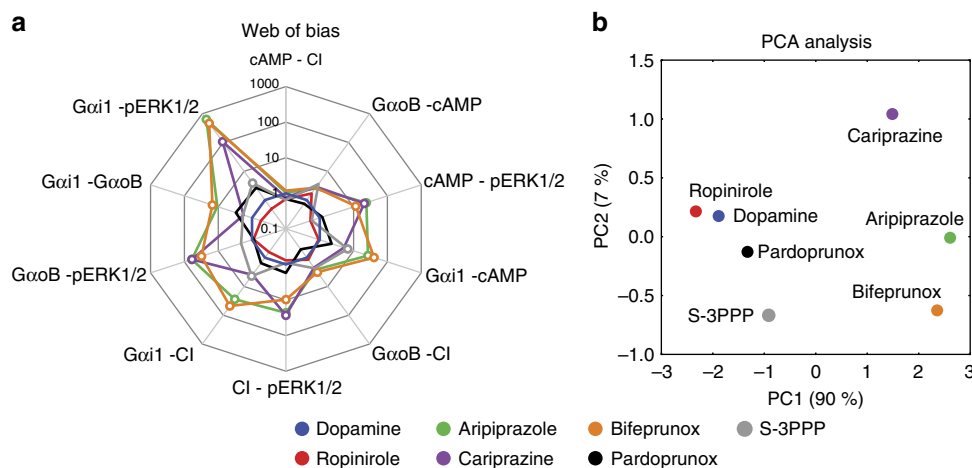 a
Web of bias
cAMP - CI
1000
100
10
1
0.1
GαoB -cAMP
cAMP - pERK1/2
Gαi1 -cAMP
GαoB -CI
CI - pERK1/2
Gαi1 -CI
GαoB -pERK1/2
Gαi1 -GαoB
Gαi1 -pERK1/2
b
PCA analysis
PC2 (7 %)
1.5
1.0
0.5
0.0
−0.5
−1.0
Cariprazine
Ropinirole
Dopamine
Aripiprazole
Pardoprunox
Bifeprunox
S-3PPP
−3 −2 −1 0 1 2 3
PC1 (90 %)
Dopamine Aripiprazole Bifeprunox S-3PPP
Ropinirole Cariprazine Pardoprunox